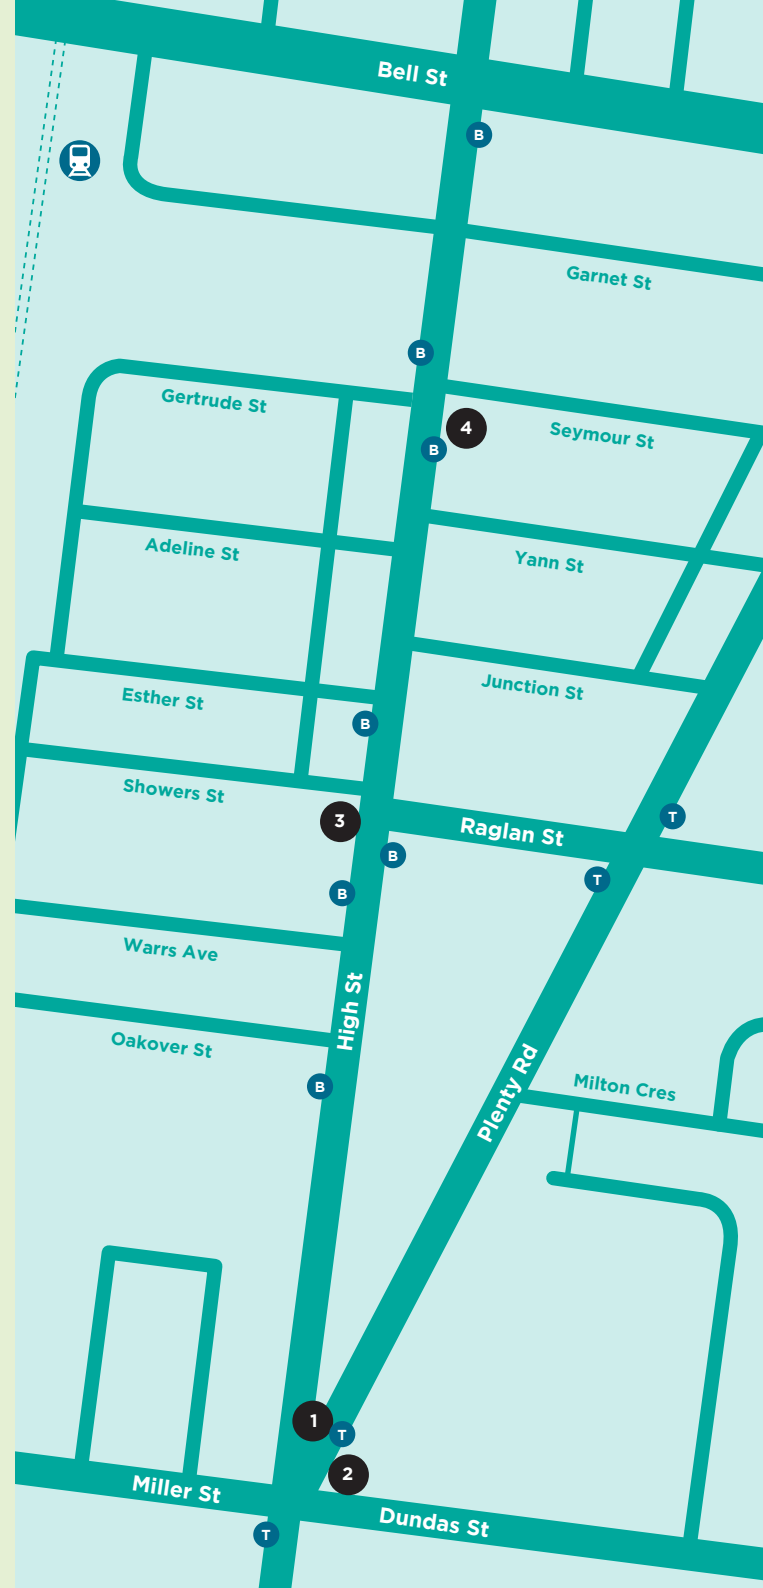 Bell St
B
Garnet St
B
Gertrude St
4
Seymour St
B
Adeline St
Yann St
Esther St
Junction St
B
Showers St
3
Raglan St
T
B
T
B
Warrs Ave
High St
Oakover St
Plenty Rd
Milton Cres
B
1
T
2
Miller St
Dundas St
T